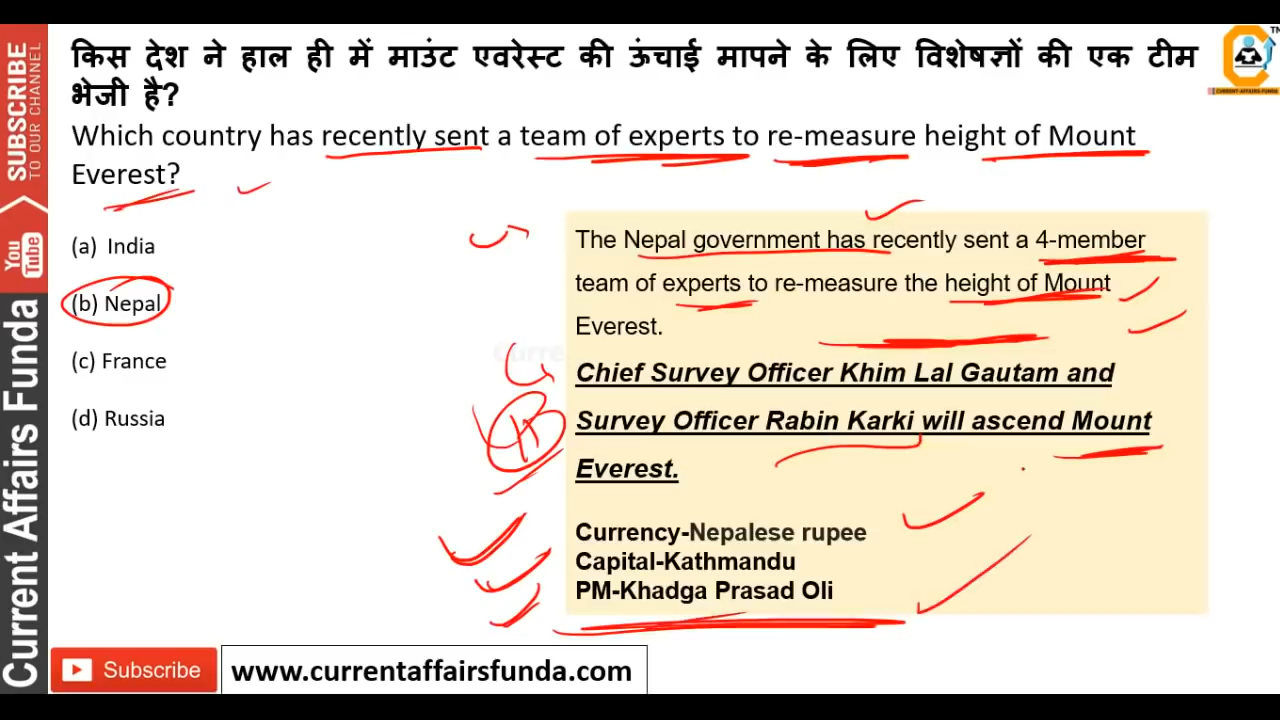 किस देश ने हाल ही में माउंट एवरेस्ट की ऊंचाई मापने के लिए विशेषज्ञों की एक टीम
भेजी है?
Which country has recently sent a team of experts to re-measure height of Mount
Everest?
(a) India
(b) Nepal
(c) France
(d) Russia
The Nepal government has recently sent a 4-member
team of experts to re-measure the height of Mount
Everest.
Chief Survey Officer Khim Lal Gautam and
Survey Officer Rabin Karki will ascend Mount
Everest.
Currency-Nepalese rupee
Capital-Kathmandu
PM-Khadga Prasad Oli
Subscribe
www.currentaffairsfunda.com
SUBSCRIBE
TO OUR CHANNEL
You
Tube
Current Affairs Funda
CURRENT-AFFAIRS-FUNDA